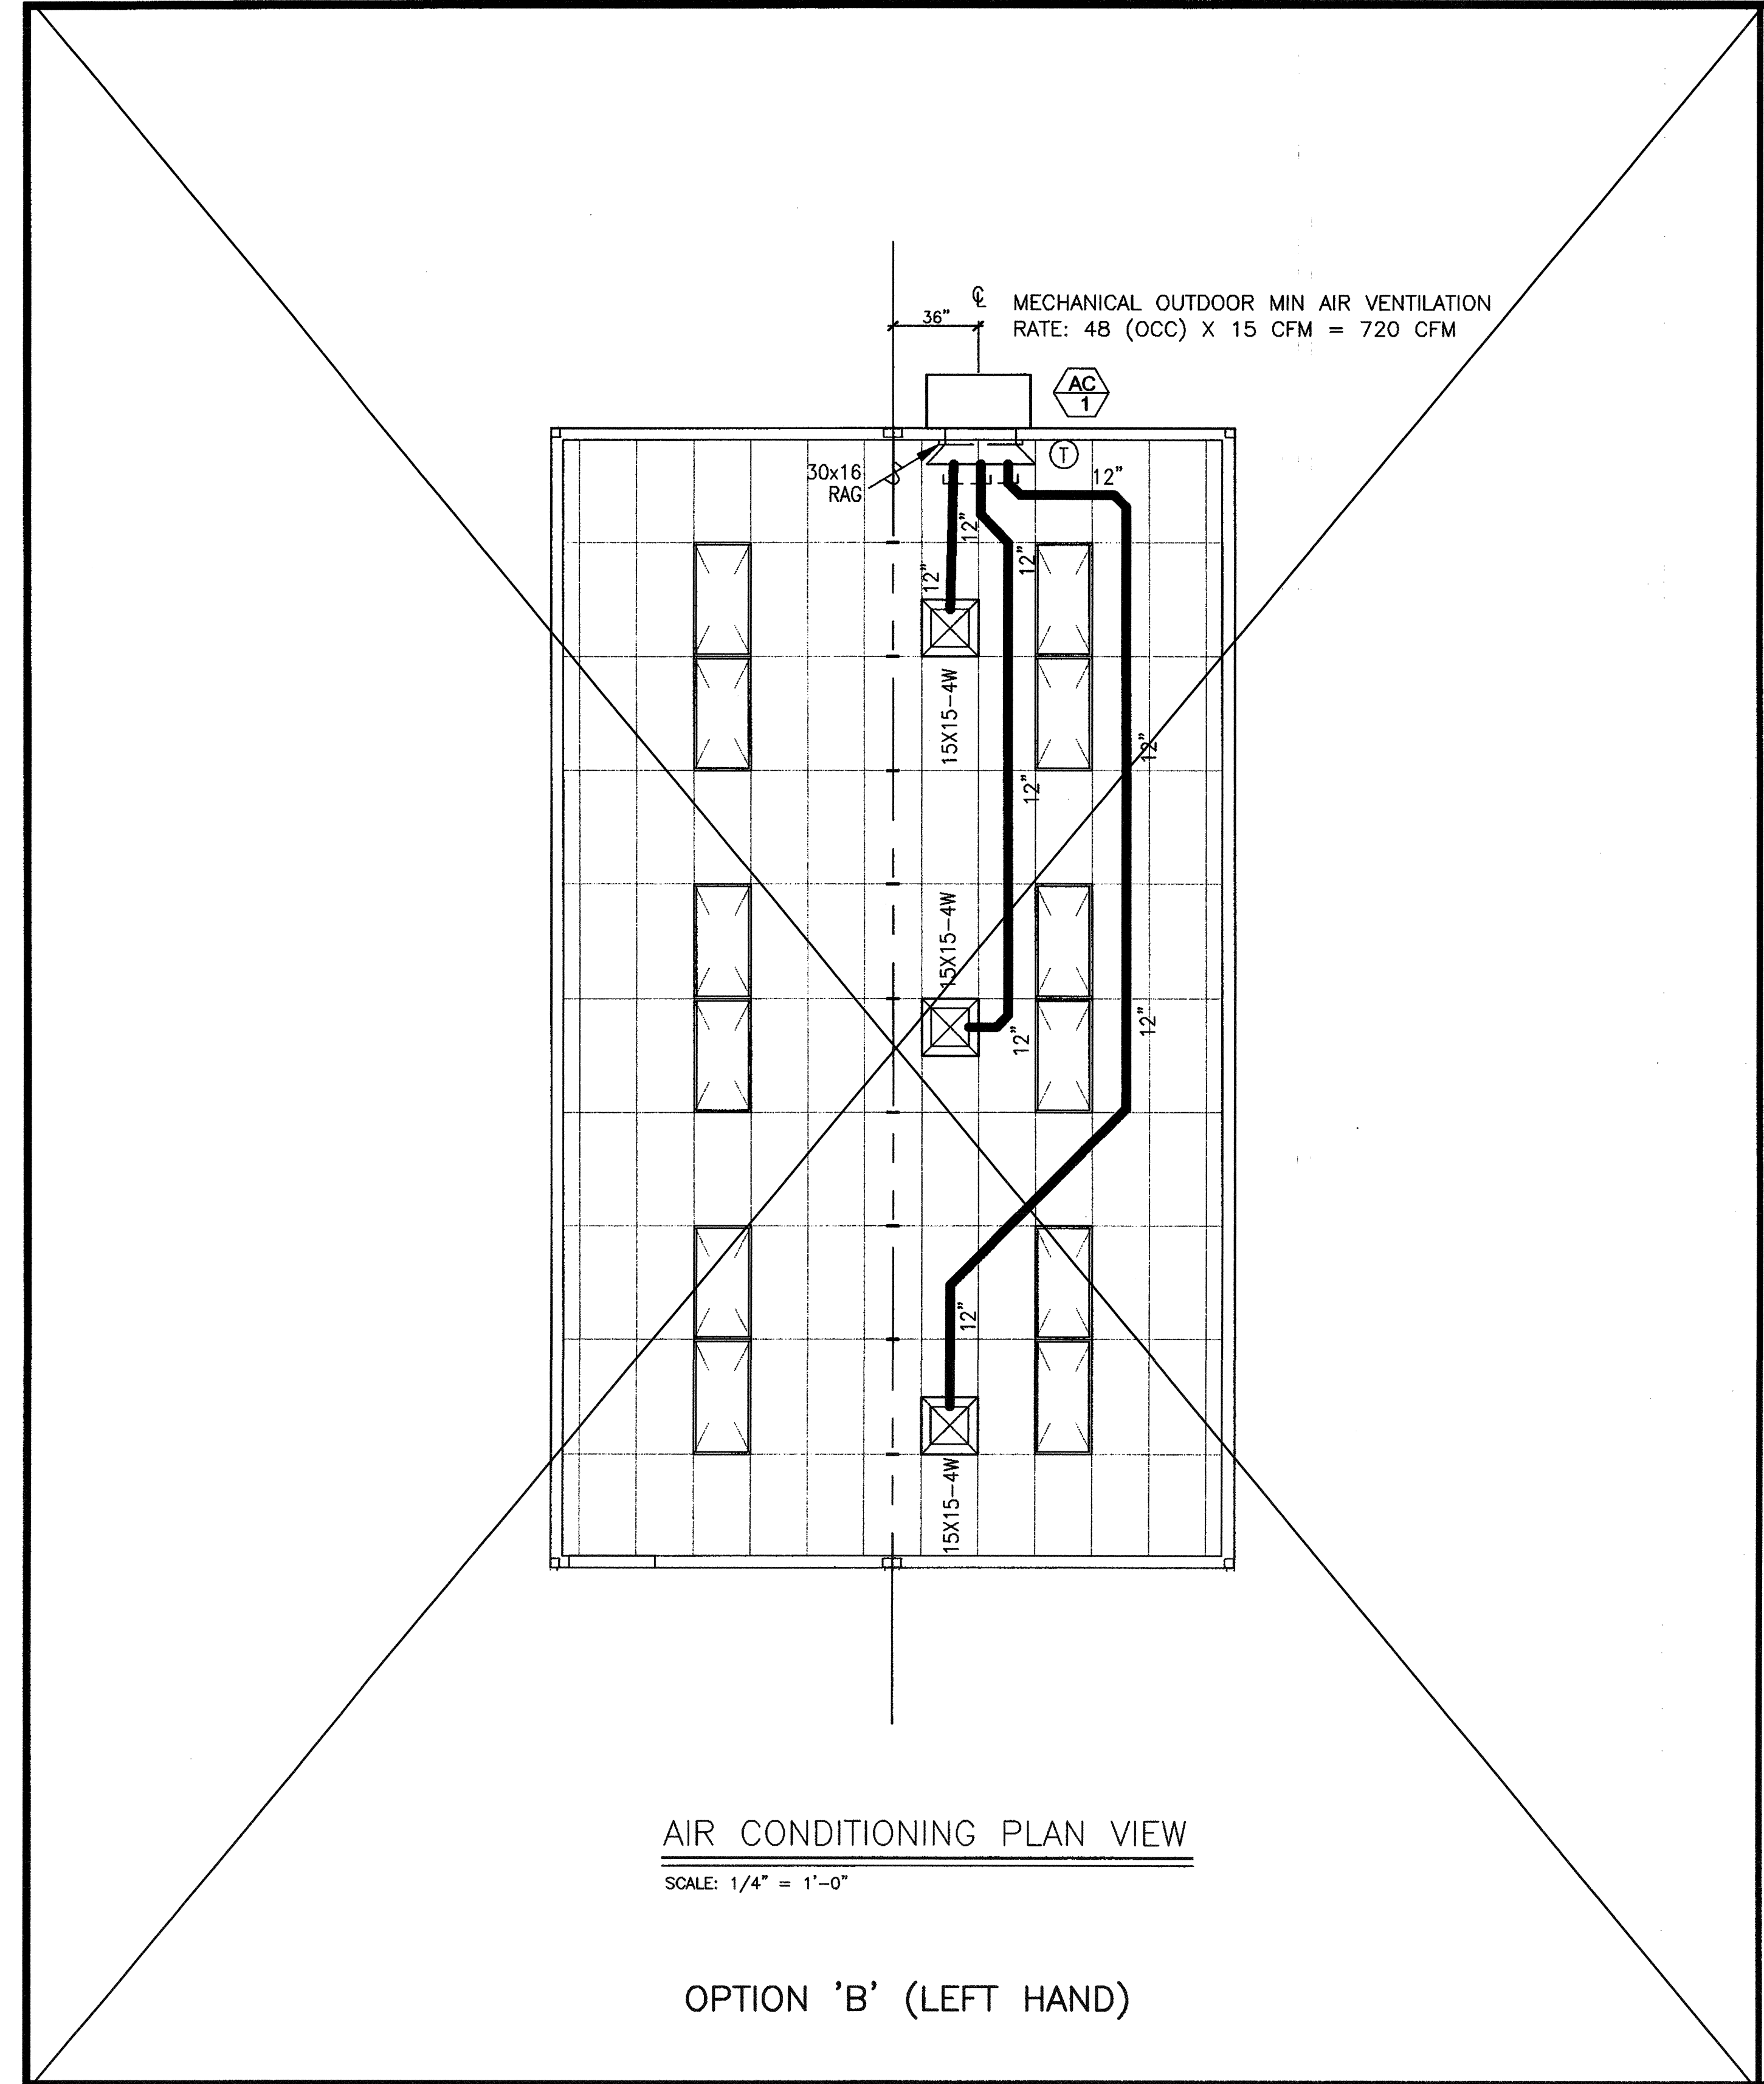 ℄ MECHANICAL OUTDOOR MIN AIR VENTILATION
36" RATE: 48 (OCC) X 15 CFM = 720 CFM
AC
1
T
30x16
RAG
12"
12"
12"
12"
15X15-4W
12"
12"
15X15-4W
12"
12"
12"
15X15-4W
AIR CONDITIONING PLAN VIEW
SCALE: 1/4" = 1'-0"
OPTION 'B' (LEFT HAND)